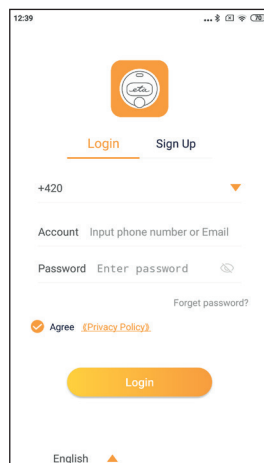 12:39
70
eta
Login Sign Up
+420
Account Input phone number or Email
Password Enter password
Forget password?
Agree 《Privacy Policy》
Login
English